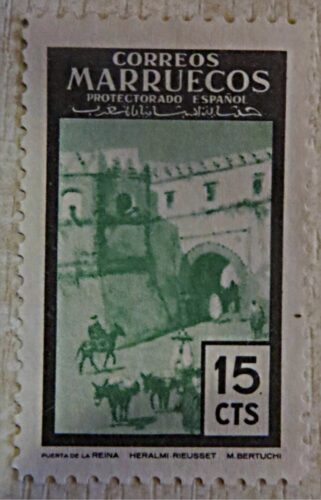 CORREOS
MARRUECOS
PROTECTORADO ESPAÑOL
15
CTS
PUERTA DE LA REINA HERALMI-RIEUSSET M. BERTUCHI